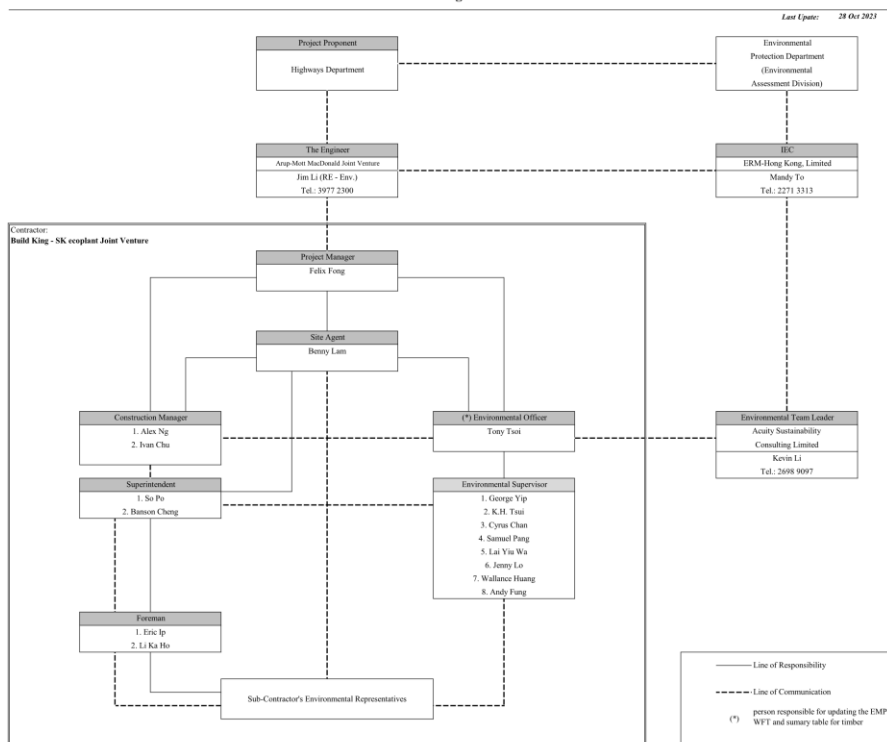 Last Upate: 28 Oct 2023
Project Proponent
Highways Department
Environmental
Protection Department
(Environmental
Assessment Division)
The Engineer
Arup-Mott MacDonald Joint Venture
Jim Li (RE - Env.)
Tel.: 3977 2300
IEC
ERM-Hong Kong, Limited
Mandy To
Tel.: 2271 3313
Contractor:
Build King - SK ecoplant Joint Venture
Project Manager
Felix Fong
Site Agent
Benny Lam
Construction Manager
1. Alex Ng
2. Ivan Chu
(*) Environmental Officer
Tony Tsoi
Environmental Team Leader
Acuity Sustainability
Consulting Limited
Kevin Li
Tel.: 2698 9097
Superintendent
1. So Po
2. Banson Cheng
Environmental Supervisor
1. George Yip
2. K.H. Tsui
3. Cyrus Chan
4. Samuel Pang
5. Lai Yiu Wa
6. Jenny Lo
7. Wallance Huang
8. Andy Fung
Foreman
1. Eric Ip
2. Li Ka Ho
Sub-Contractor's Environmental Representatives
Line of Responsibility
Line of Communication
(*) person responsible for updating the EMP
WFT and sumary table for timber